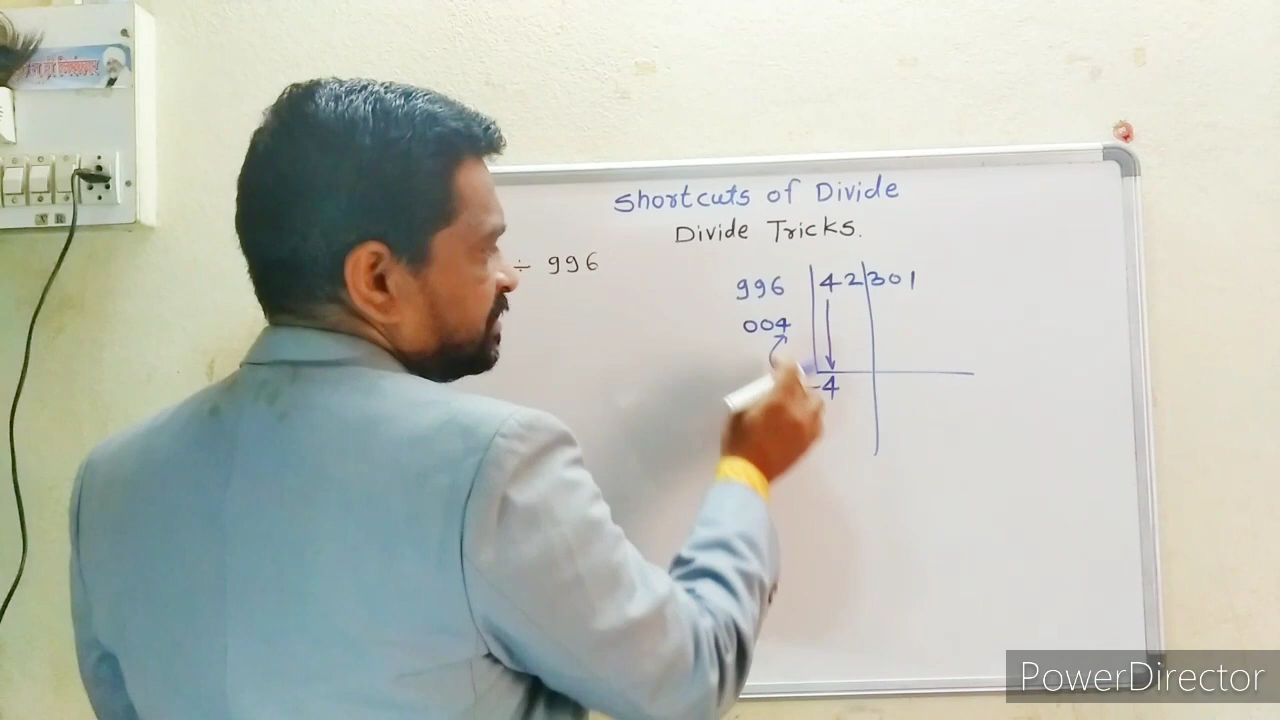 Shortcuts of Divide
Divide Tricks.
÷ 996
996 42 301
004
-4
PowerDirector